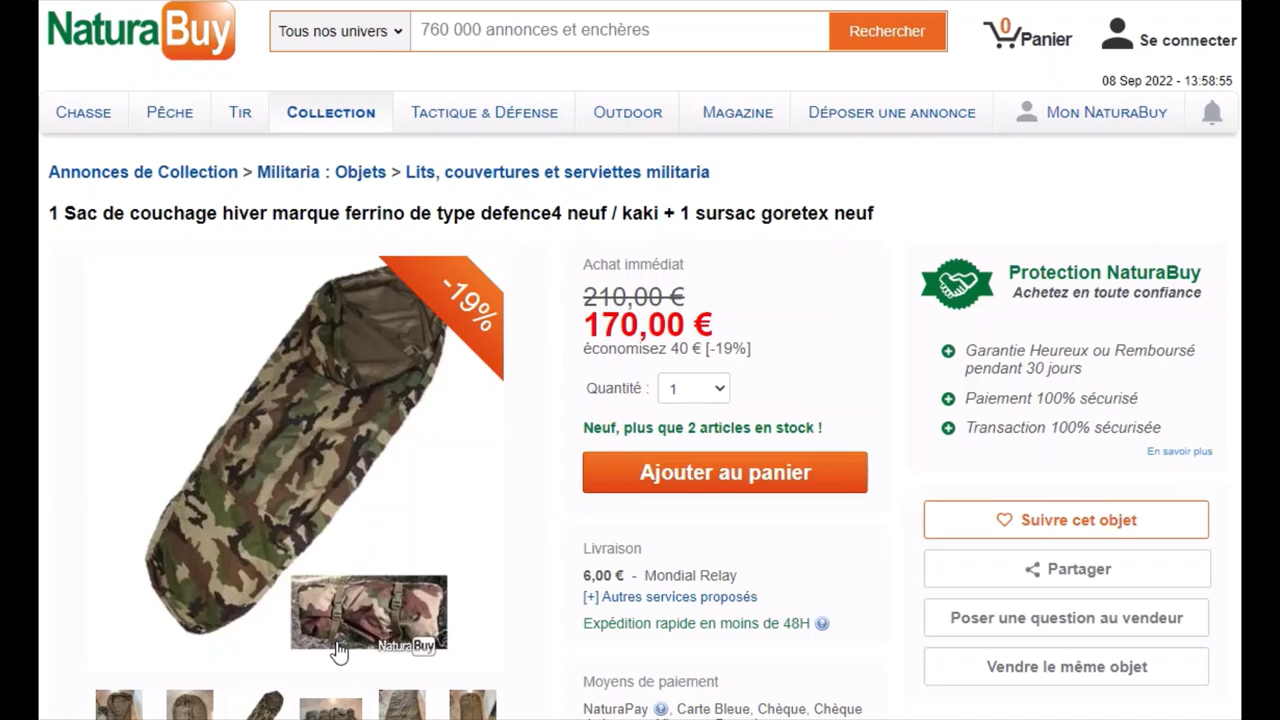 NaturaBuy
Tous nos univers
760 000 annonces et enchères
Rechercher
0
Panier
Se connecter
08 Sep 2022 - 13:58:55
CHASSE
PÊCHE
TIR
COLLECTION
TACTIQUE & DÉFENSE
OUTDOOR
MAGAZINE
DÉPOSER UNE ANNONCE
MON NATURABUY
Annonces de Collection > Militaria : Objets > Lits, couvertures et serviettes militaria
1 Sac de couchage hiver marque ferrino de type defence4 neuf / kaki + 1 sursac goretex neuf
-19%
NaturaBuy
Achat immédiat
210,00 €
170,00 €
économisez 40 € [-19%]
Quantité :
1
Neuf, plus que 2 articles en stock !
Ajouter au panier
Livraison
6,00 € - Mondial Relay
[+] Autres services proposés
Expédition rapide en moins de 48H ?
Moyens de paiement
NaturaPay ?, Carte Bleue, Chèque, Chèque
Protection NaturaBuy
Achetez en toute confiance
Garantie Heureux ou Remboursé
pendant 30 jours
Paiement 100% sécurisé
Transaction 100% sécurisée
En savoir plus
Suivre cet objet
Partager
Poser une question au vendeur
Vendre le même objet